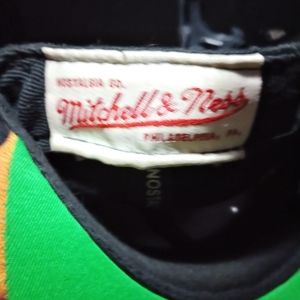 NOSTALGIA CO.
Mitchell & Ness
PHILADELPHIA, PA.